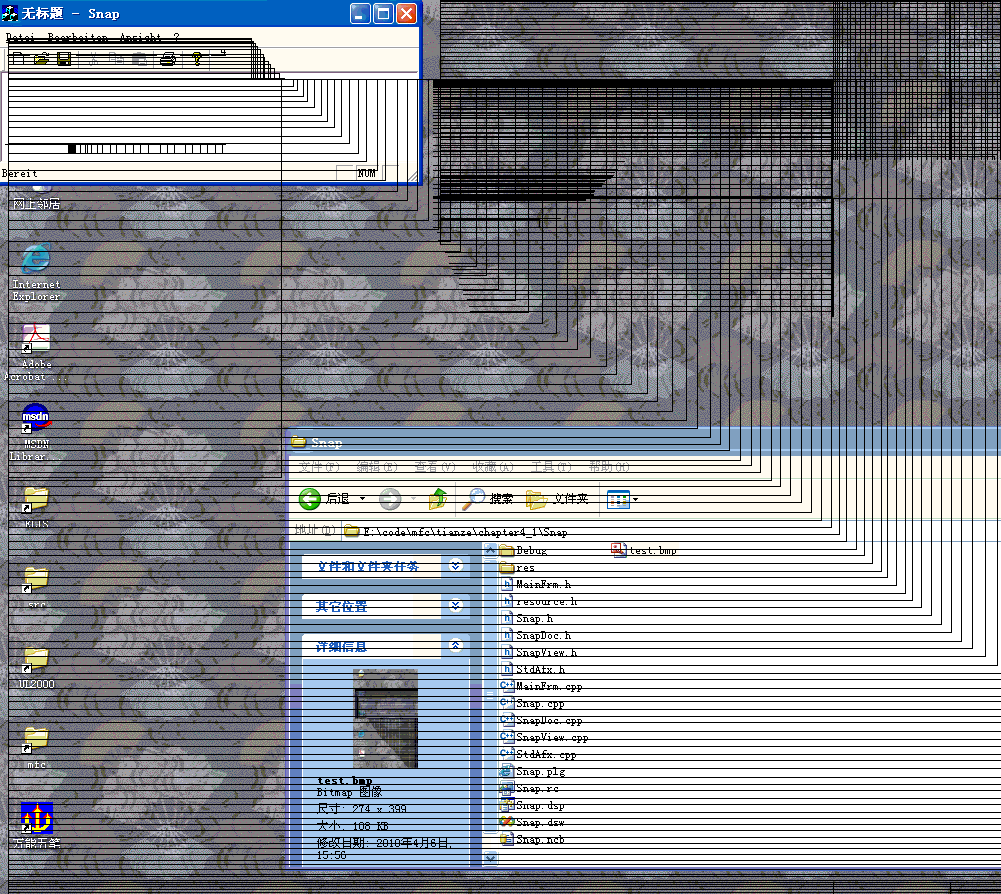 无标题 - Snap
Datei Bearbeiten Ansicht ?
Bereit
NUM
网上邻居
Internet
Explorer
Adobe
Acrobat ...
msdn
MSDN
Librar...
src
UL2000
mfc
万能五笔
Snap
文件(F) 编辑(E) 查看(V) 收藏(A) 工具(T) 帮助(H)
后退
搜索
文件夹
地址(D)
E:\code\mfc\tianze\chapter4_1\Snap
文件和文件夹任务
其它位置
详细信息
test.bmp
Bitmap 图像
尺寸: 274 x 399
大小: 108 KB
修改日期: 2010年4月6日,
15:50
Debug
test.bmp
res
MainFrm.h
resource.h
Snap.h
SnapDoc.h
SnapView.h
StdAfx.h
MainFrm.cpp
Snap.cpp
SnapDoc.cpp
SnapView.cpp
StdAfx.cpp
Snap.plg
Snap.rc
Snap.dsp
Snap.dsw
Snap.ncb